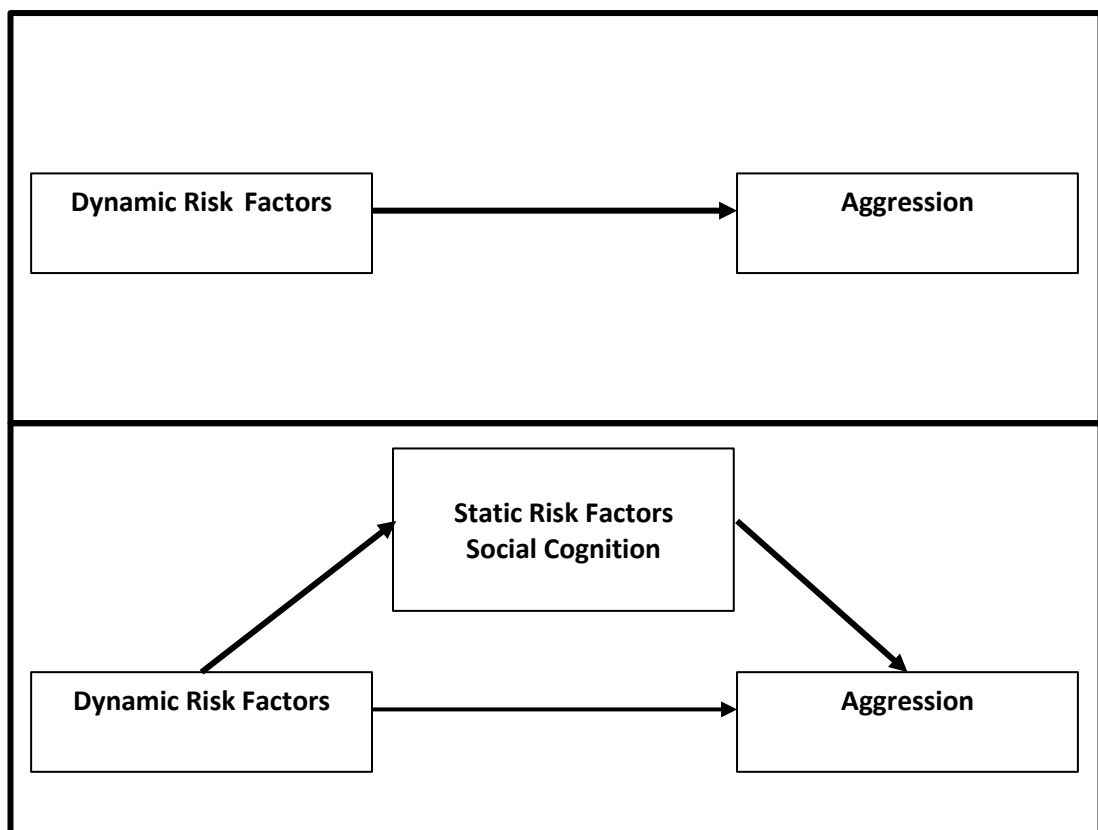 Dynamic Risk Factors
Aggression
Static Risk Factors
Social Cognition
Dynamic Risk Factors
Aggression